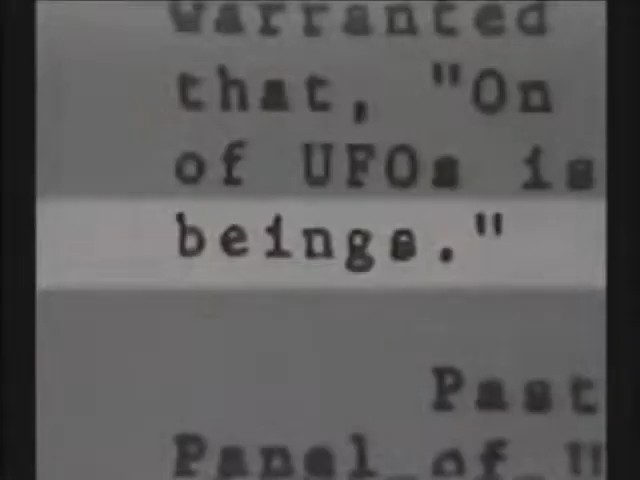 Warranted
that, "On
of UFOs is
beings."
Past
Panel of "